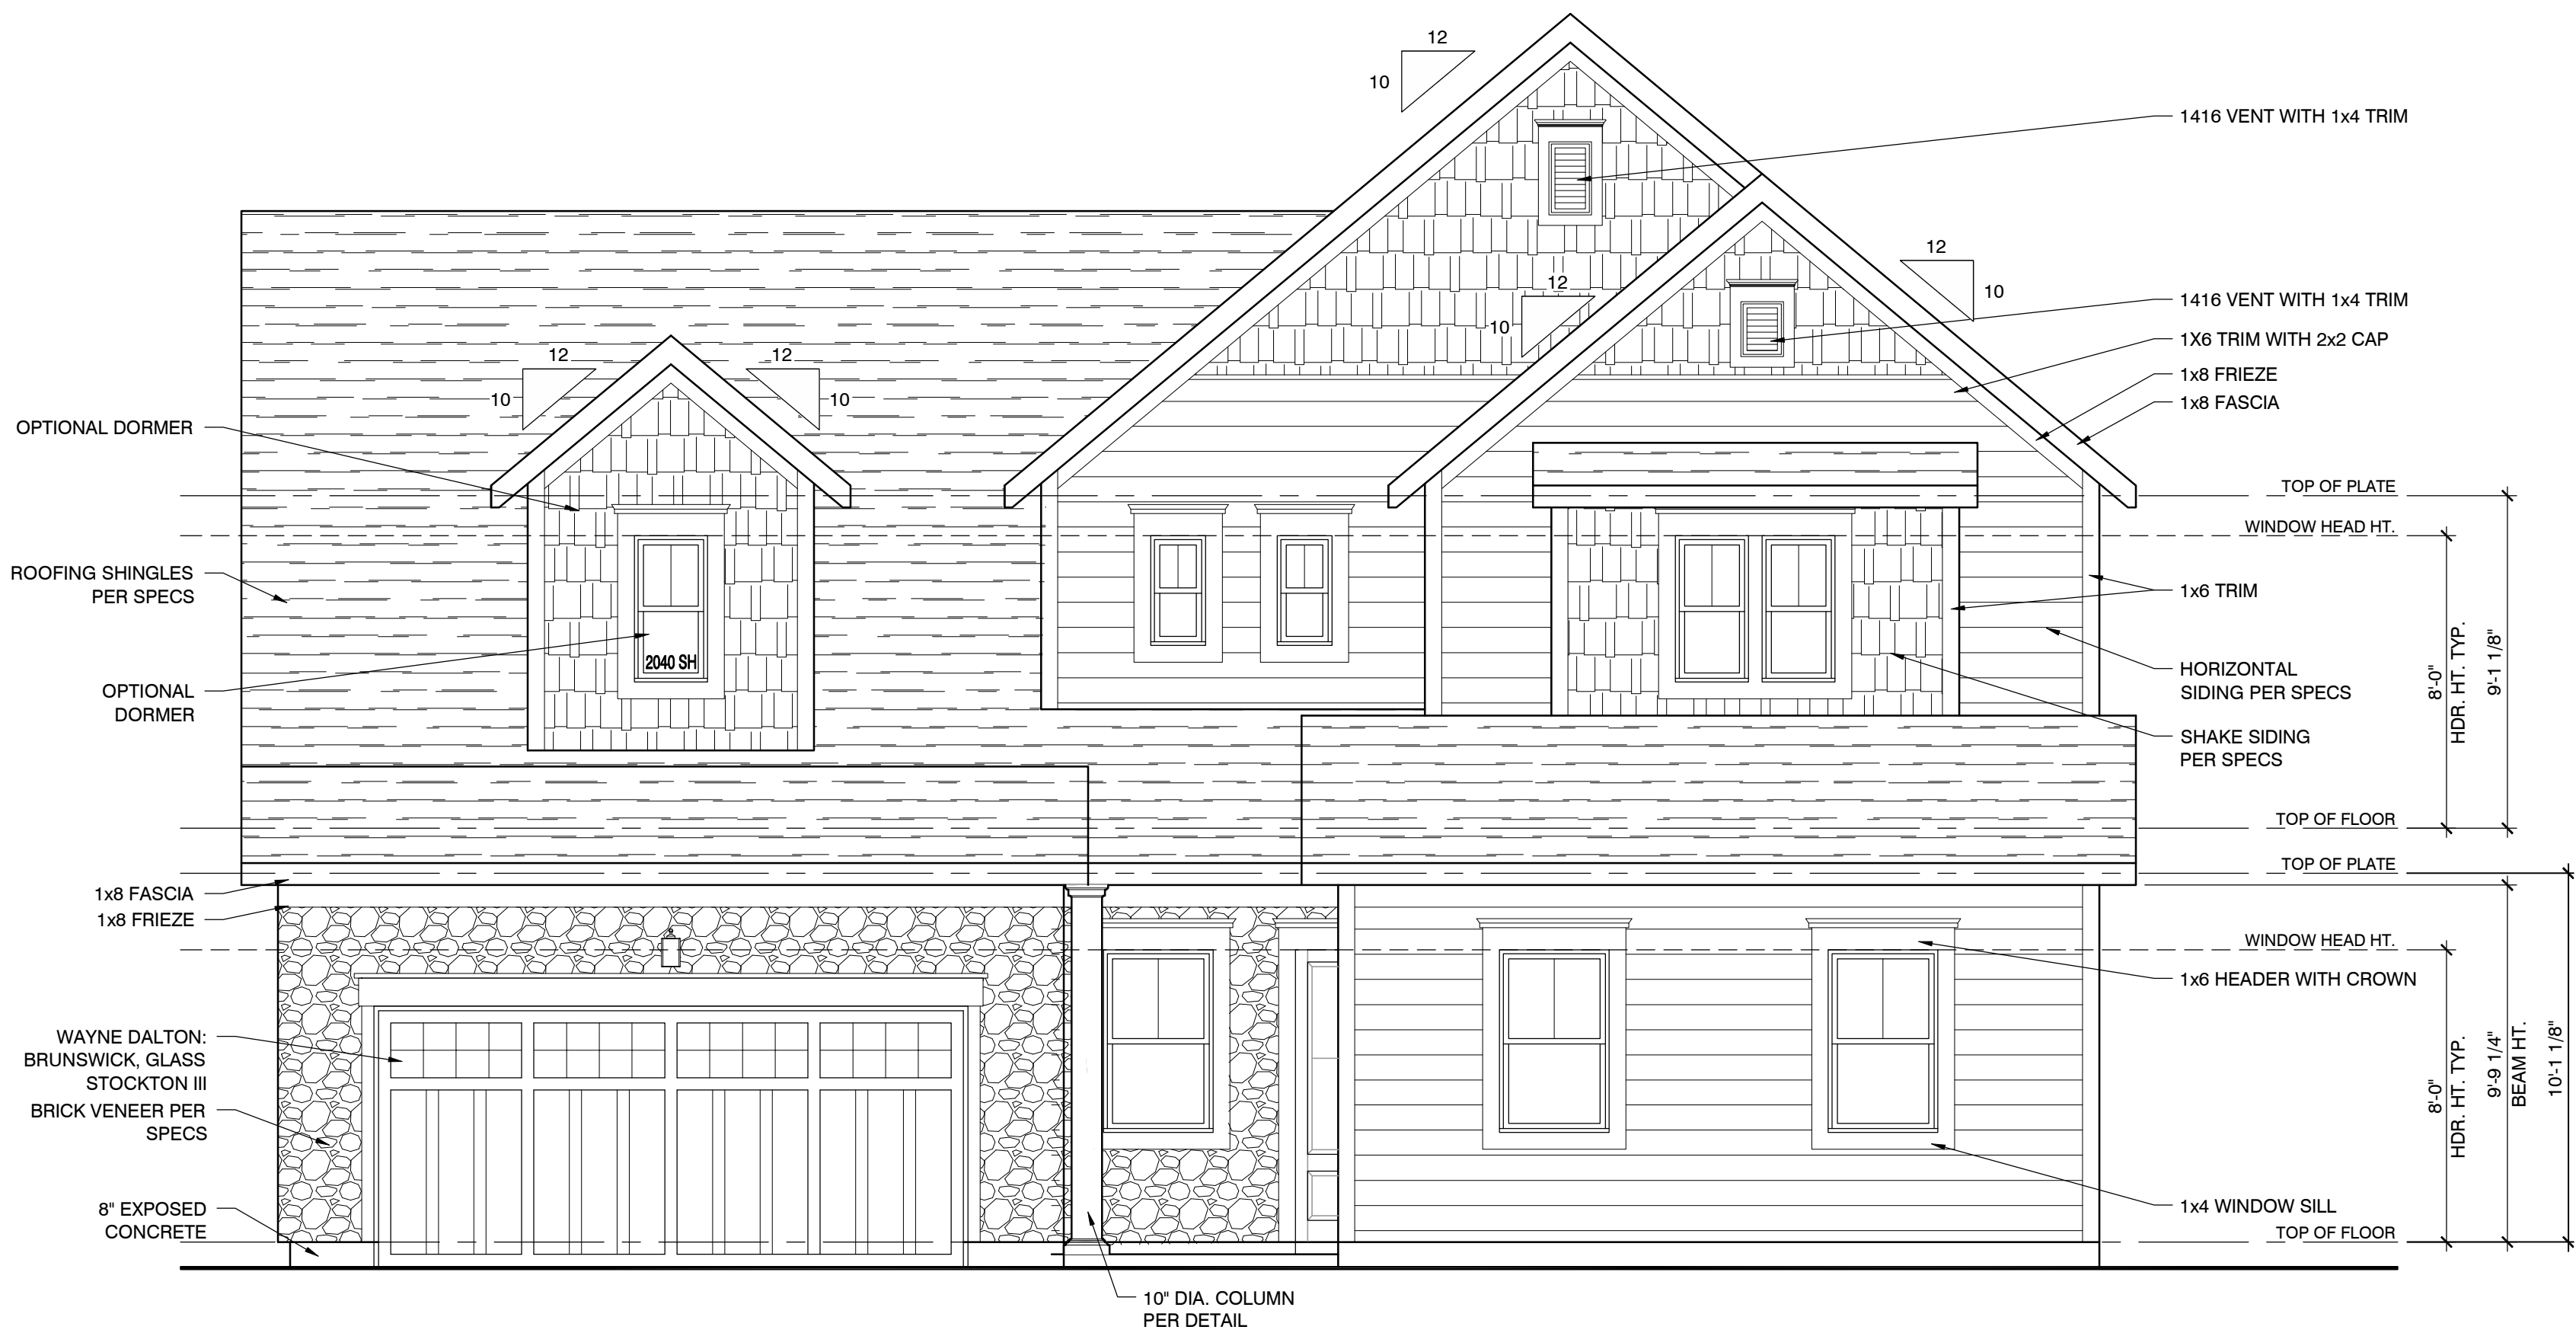 12
10
1416 VENT WITH 1x4 TRIM
12
10
12
10
1416 VENT WITH 1x4 TRIM
1X6 TRIM WITH 2x2 CAP
1x8 FRIEZE
1x8 FASCIA
12
10
12
10
OPTIONAL DORMER
TOP OF PLATE
WINDOW HEAD HT.
ROOFING SHINGLES
PER SPECS
1x6 TRIM
2040 SH
OPTIONAL
DORMER
HORIZONTAL
SIDING PER SPECS
8'-0"
HDR. HT. TYP.
9'-1 1/8"
SHAKE SIDING
PER SPECS
TOP OF FLOOR
TOP OF PLATE
1x8 FASCIA
1x8 FRIEZE
WINDOW HEAD HT.
1x6 HEADER WITH CROWN
WAYNE DALTON:
BRUNSWICK, GLASS
STOCKTON III
BRICK VENEER PER
SPECS
8'-0"
HDR. HT. TYP.
9'-9 1/4"
BEAM HT.
10'-1 1/8"
8" EXPOSED
CONCRETE
1x4 WINDOW SILL
TOP OF FLOOR
10" DIA. COLUMN
PER DETAIL